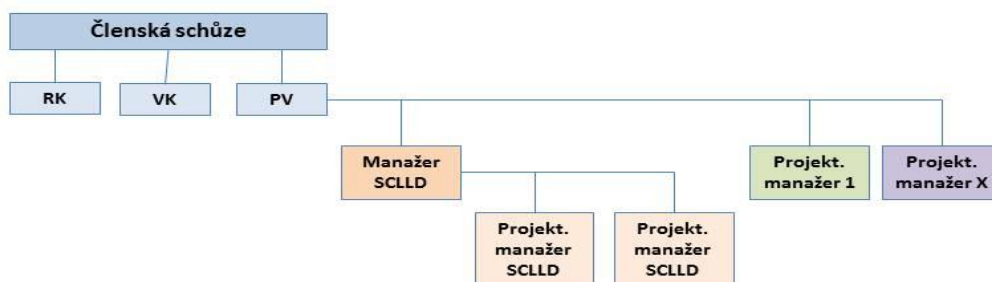 Členská schůze
RK
VK
PV
Manažer
SCLLD
Projekt.
manažer 1
Projekt.
manažer X
Projekt.
manažer
SCLLD
Projekt.
manažer
SCLLD